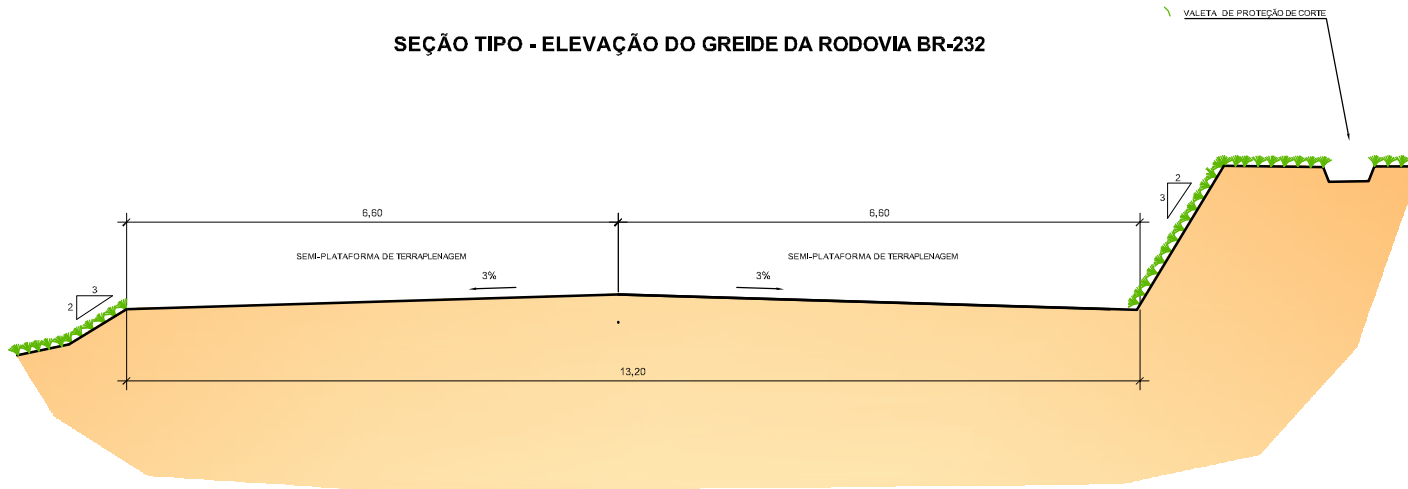 VALETA DE PROTEÇÃO DE CORTE
SEÇÃO TIPO - ELEVAÇÃO DO GREIDE DA RODOVIA BR-232
2
3
6,60
6,60
SEMI-PLATAFORMA DE TERRAPLENAGEM
SEMI-PLATAFORMA DE TERRAPLENAGEM
3%
3%
3
2
13,20